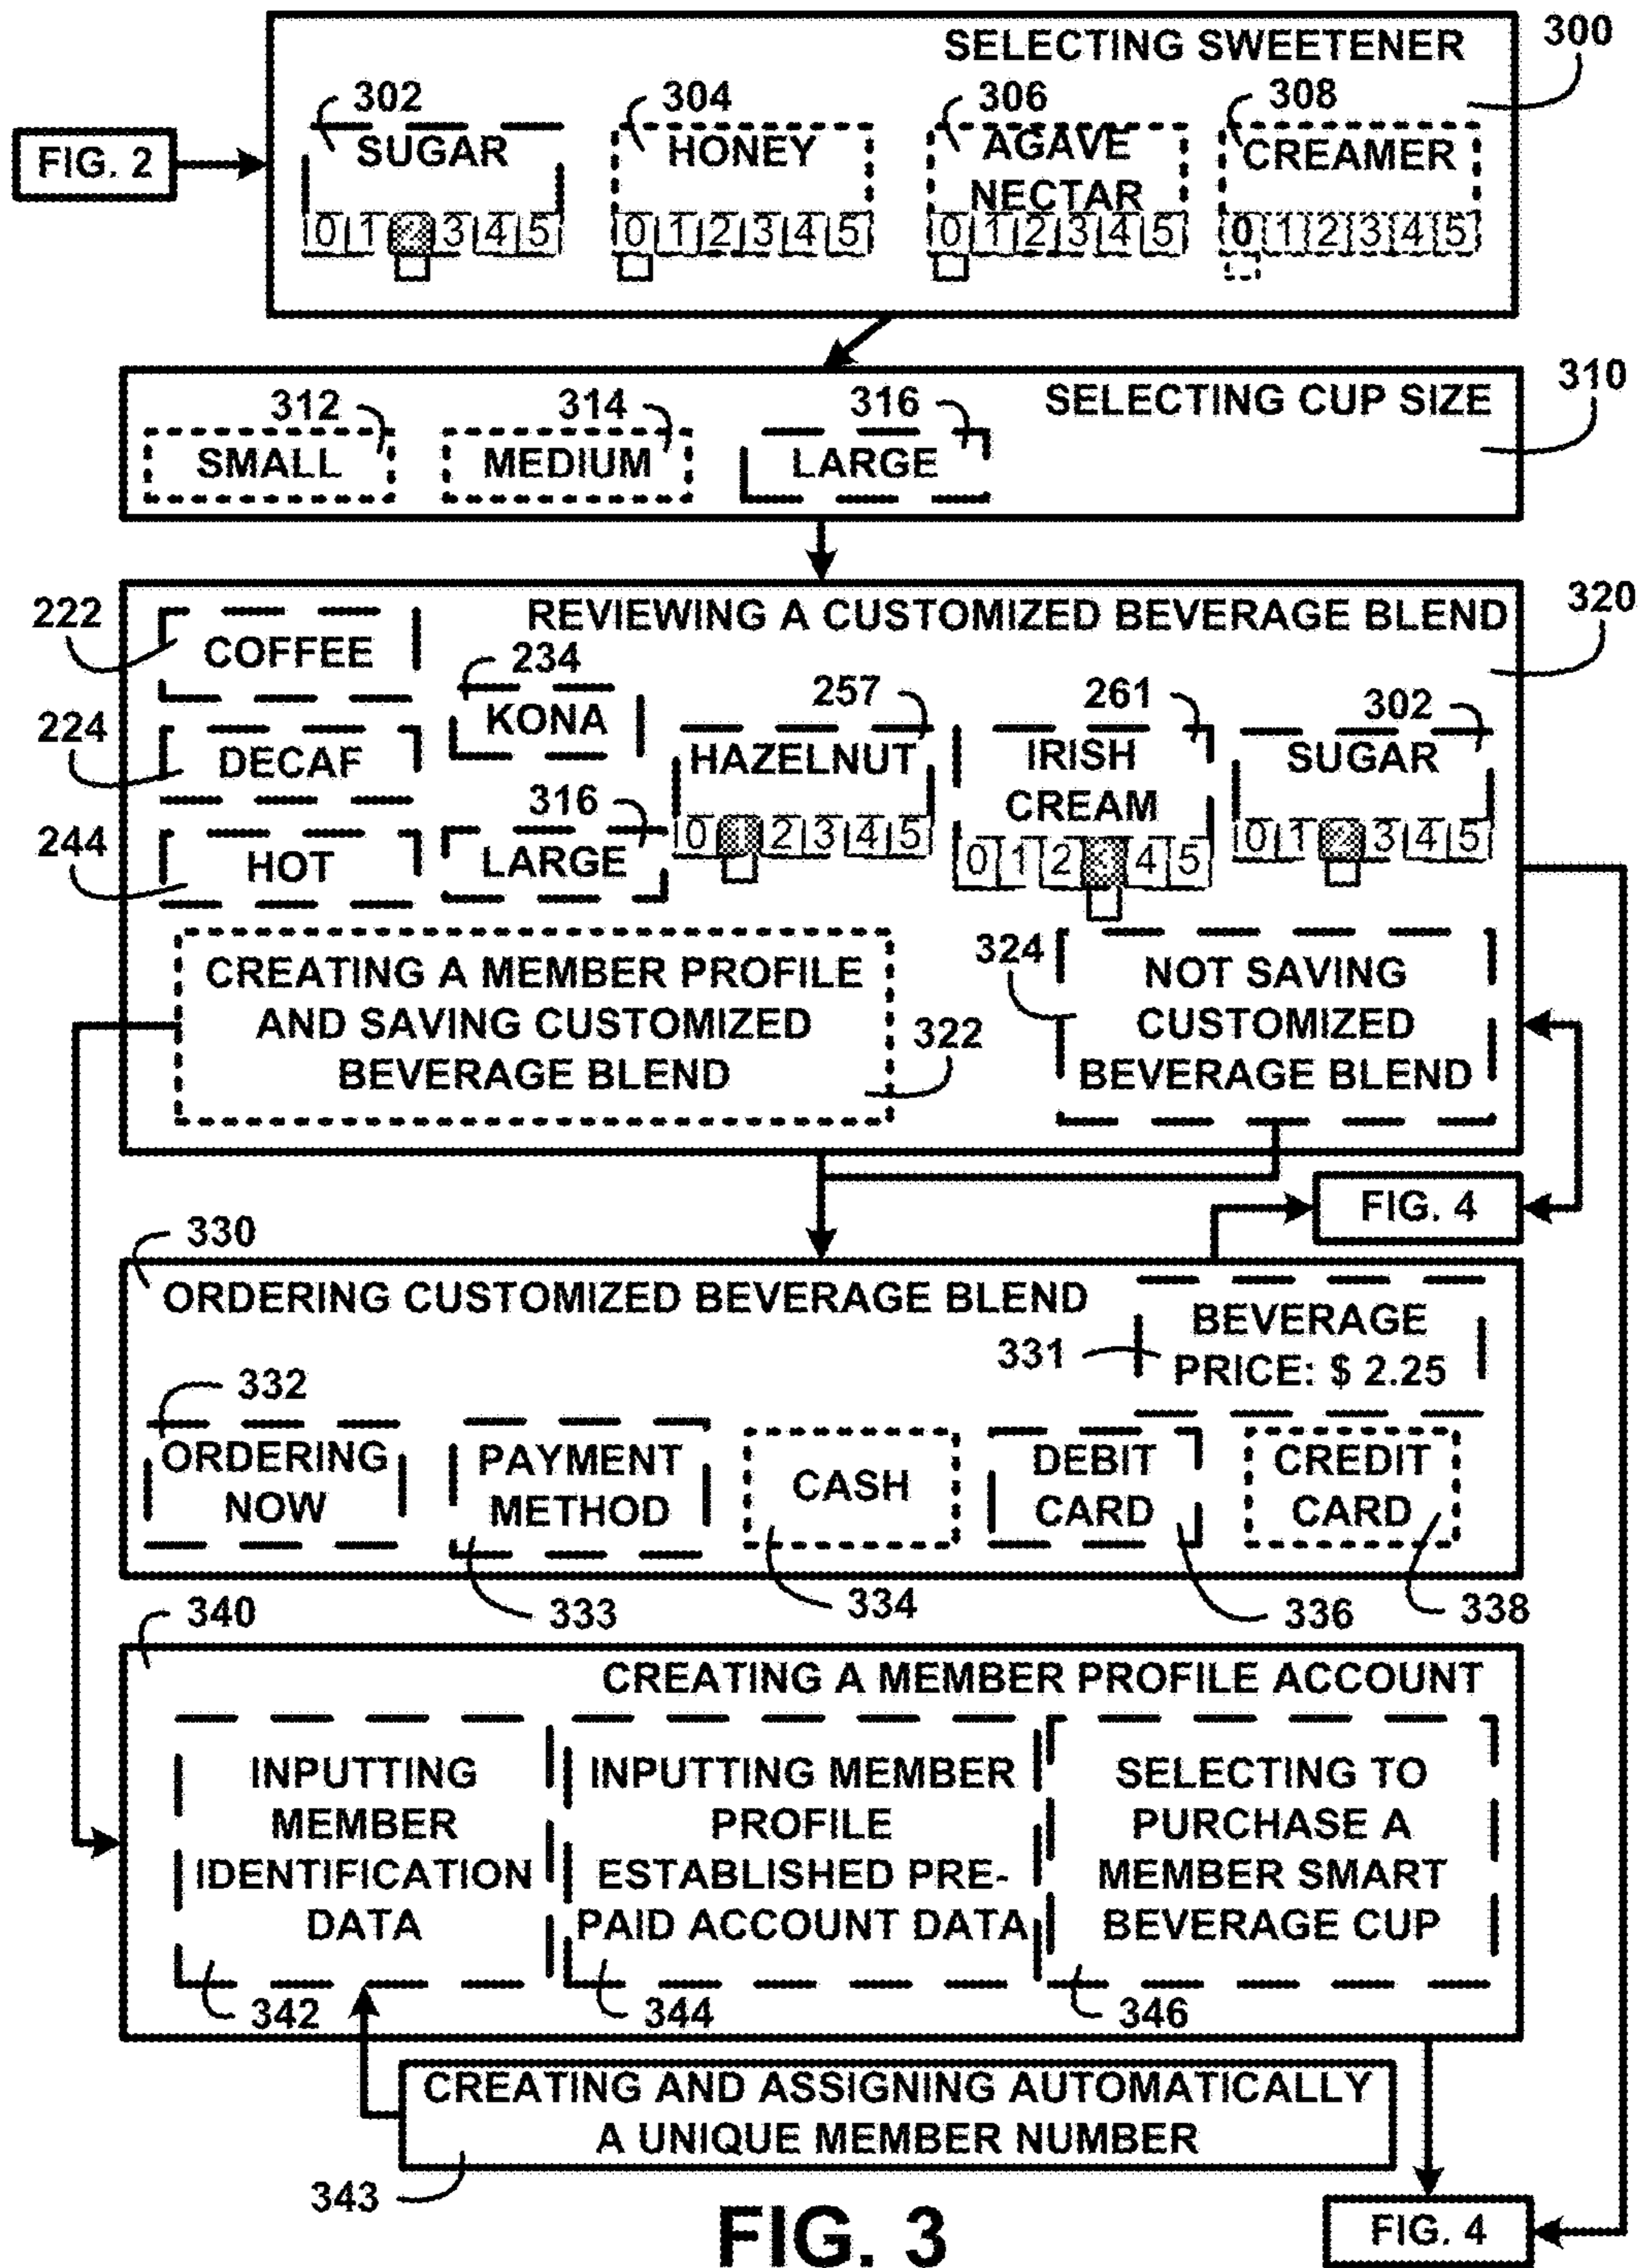 SELECTING SWEETENER
300
FIG. 2
302
SUGAR
0 1 2 3 4 5
304
HONEY
0 1 2 3 4 5
306
AGAVE
NECTAR
0 1 2 3 4 5
308
CREAMER
0 1 2 3 4 5
SELECTING CUP SIZE
310
312
SMALL
314
MEDIUM
316
LARGE
REVIEWING A CUSTOMIZED BEVERAGE BLEND
320
222
COFFEE
224
DECAF
244
HOT
234
KONA
316
LARGE
257
HAZELNUT
0 1 2 3 4 5
261
IRISH
CREAM
0 1 2 3 4 5
302
SUGAR
0 1 2 3 4 5
CREATING A MEMBER PROFILE
AND SAVING CUSTOMIZED
BEVERAGE BLEND
322
324
NOT SAVING
CUSTOMIZED
BEVERAGE BLEND
FIG. 4
330
ORDERING CUSTOMIZED BEVERAGE BLEND
331
BEVERAGE
PRICE: $ 2.25
332
ORDERING
NOW
PAYMENT
METHOD
333
CASH
334
DEBIT
CARD
336
CREDIT
CARD
338
340
CREATING A MEMBER PROFILE ACCOUNT
INPUTTING
MEMBER
IDENTIFICATION
DATA
342
INPUTTING MEMBER
PROFILE
ESTABLISHED PRE-
PAID ACCOUNT DATA
344
SELECTING TO
PURCHASE A
MEMBER SMART
BEVERAGE CUP
346
CREATING AND ASSIGNING AUTOMATICALLY
A UNIQUE MEMBER NUMBER
343
FIG. 3
FIG. 4